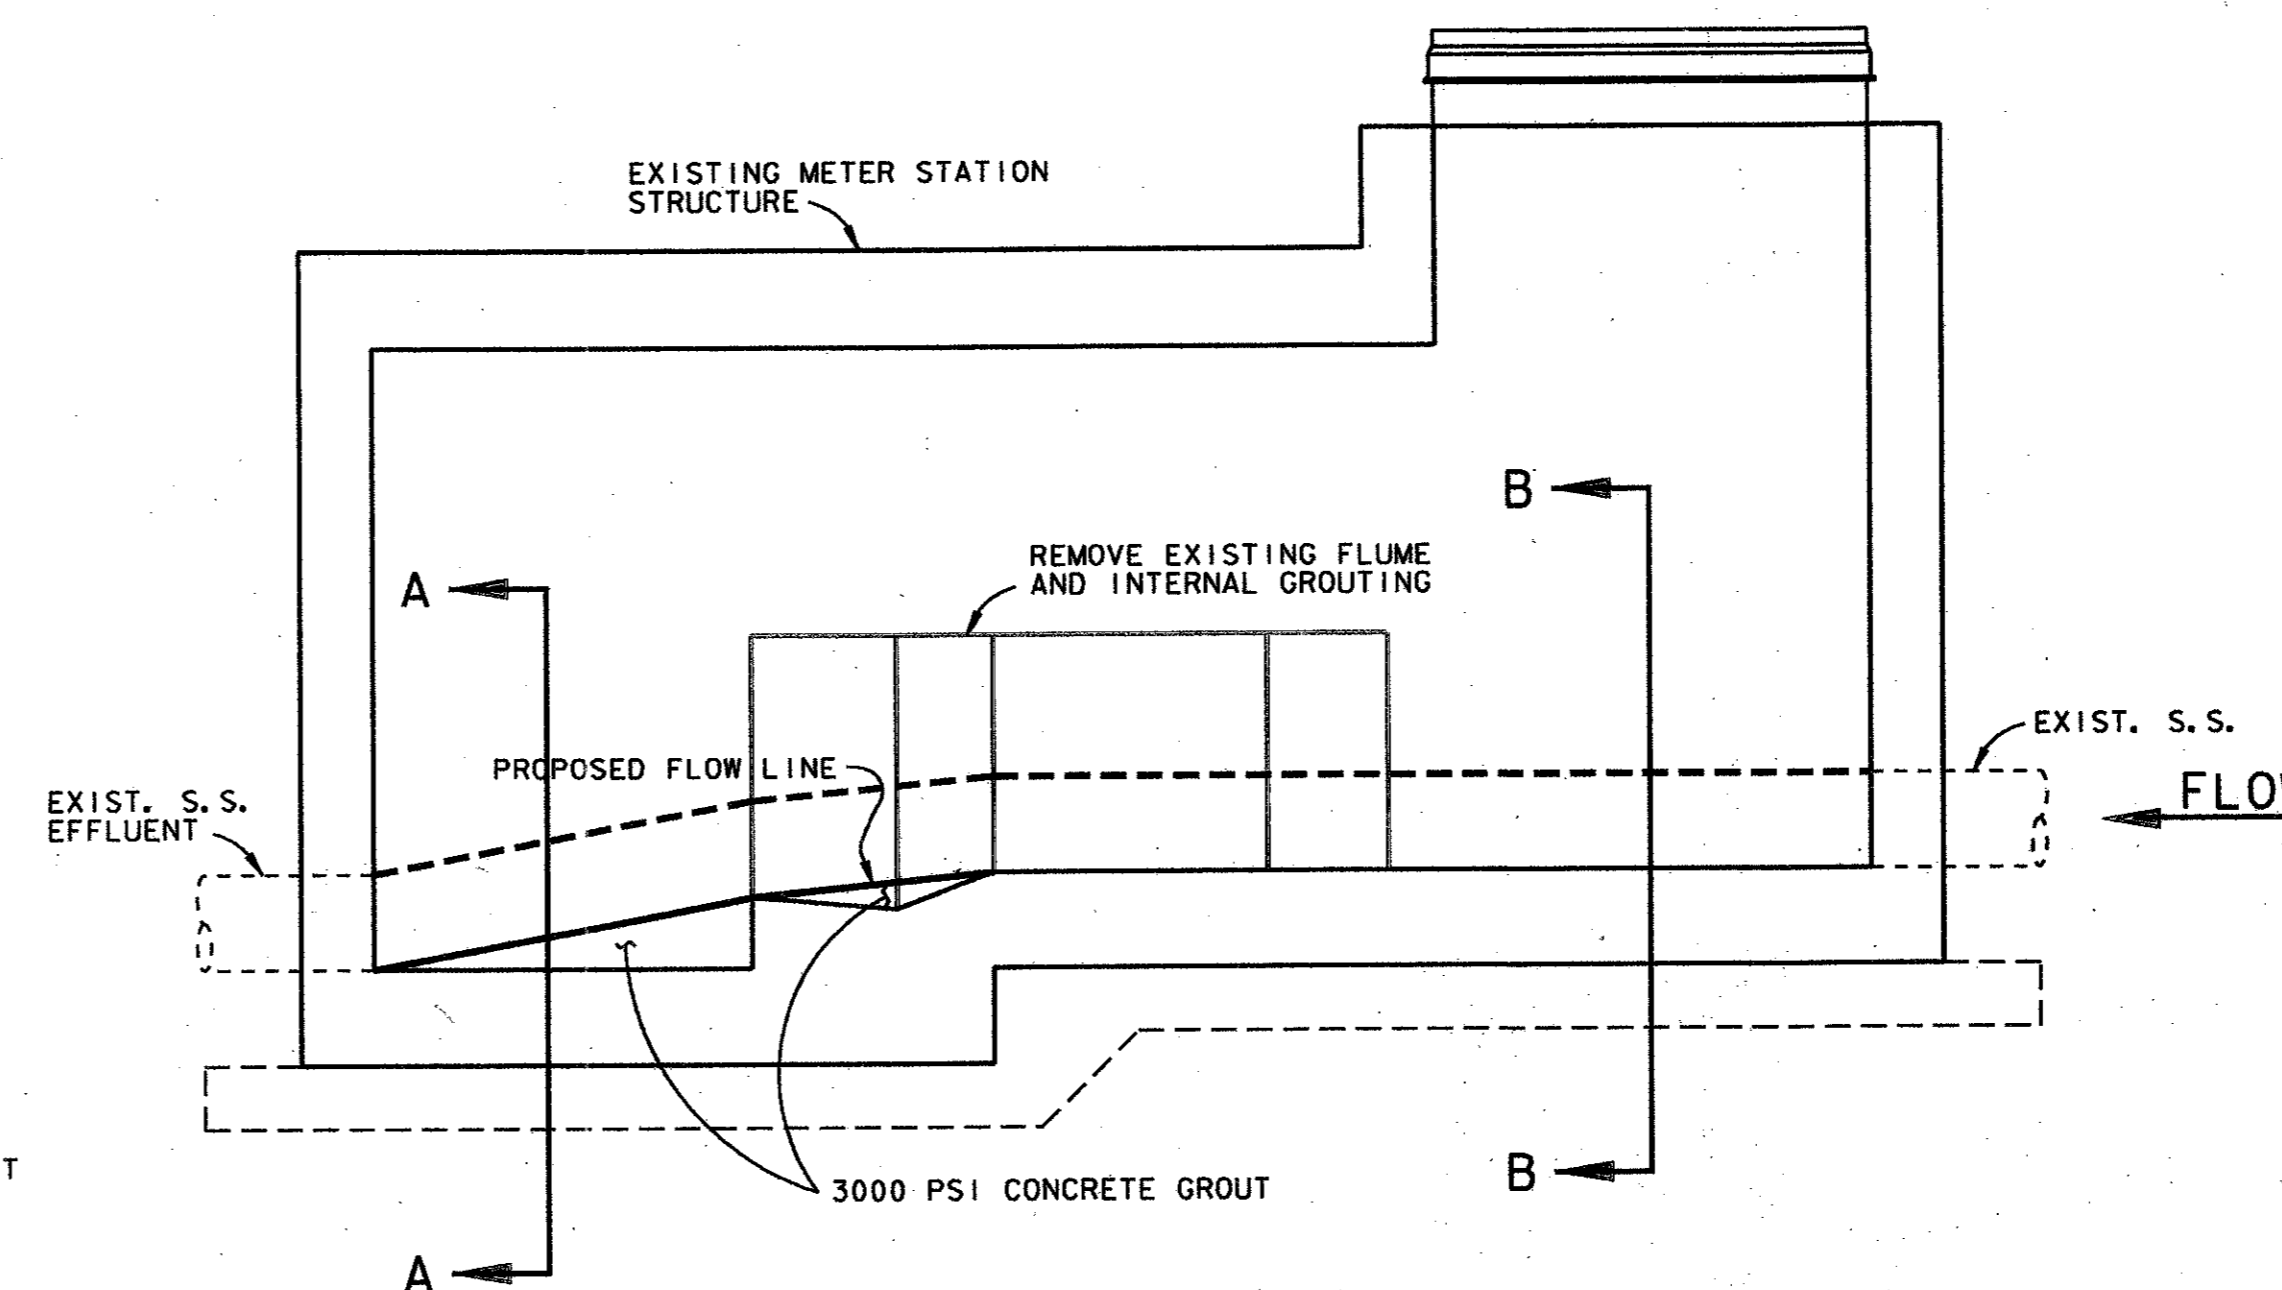 EXISTING METER STATION
STRUCTURE
B
REMOVE EXISTING FLUME
AND INTERNAL GROUTING
A
EXIST. S.S.
PROPOSED FLOW LINE
EXIST. S.S.
EFFLUENT
FLO
T
3000 PSI CONCRETE GROUT
B
A